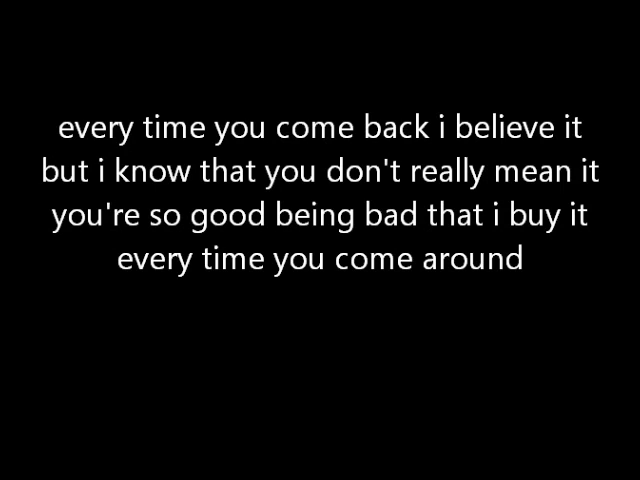 every time you come back i believe it
but i know that you don't really mean it
you're so good being bad that i buy it
every time you come around